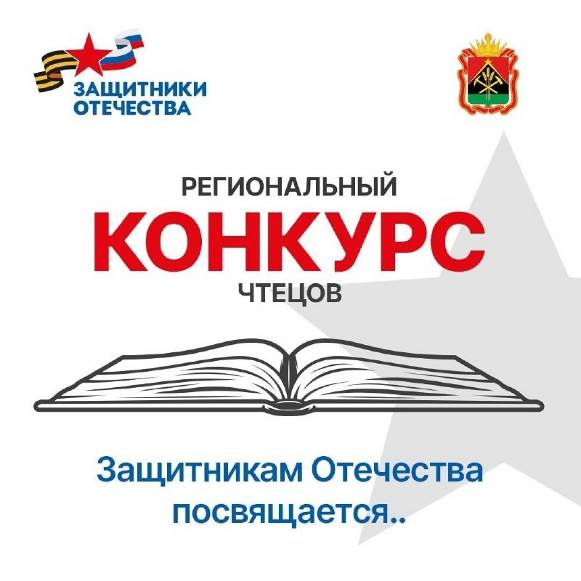 ЗАЩИТНИКИ
ОТЕЧЕСТВА
РЕГИОНАЛЬНЫЙ
КОНКУРС
ЧТЕЦОВ
Защитникам Отечества
посвящается..